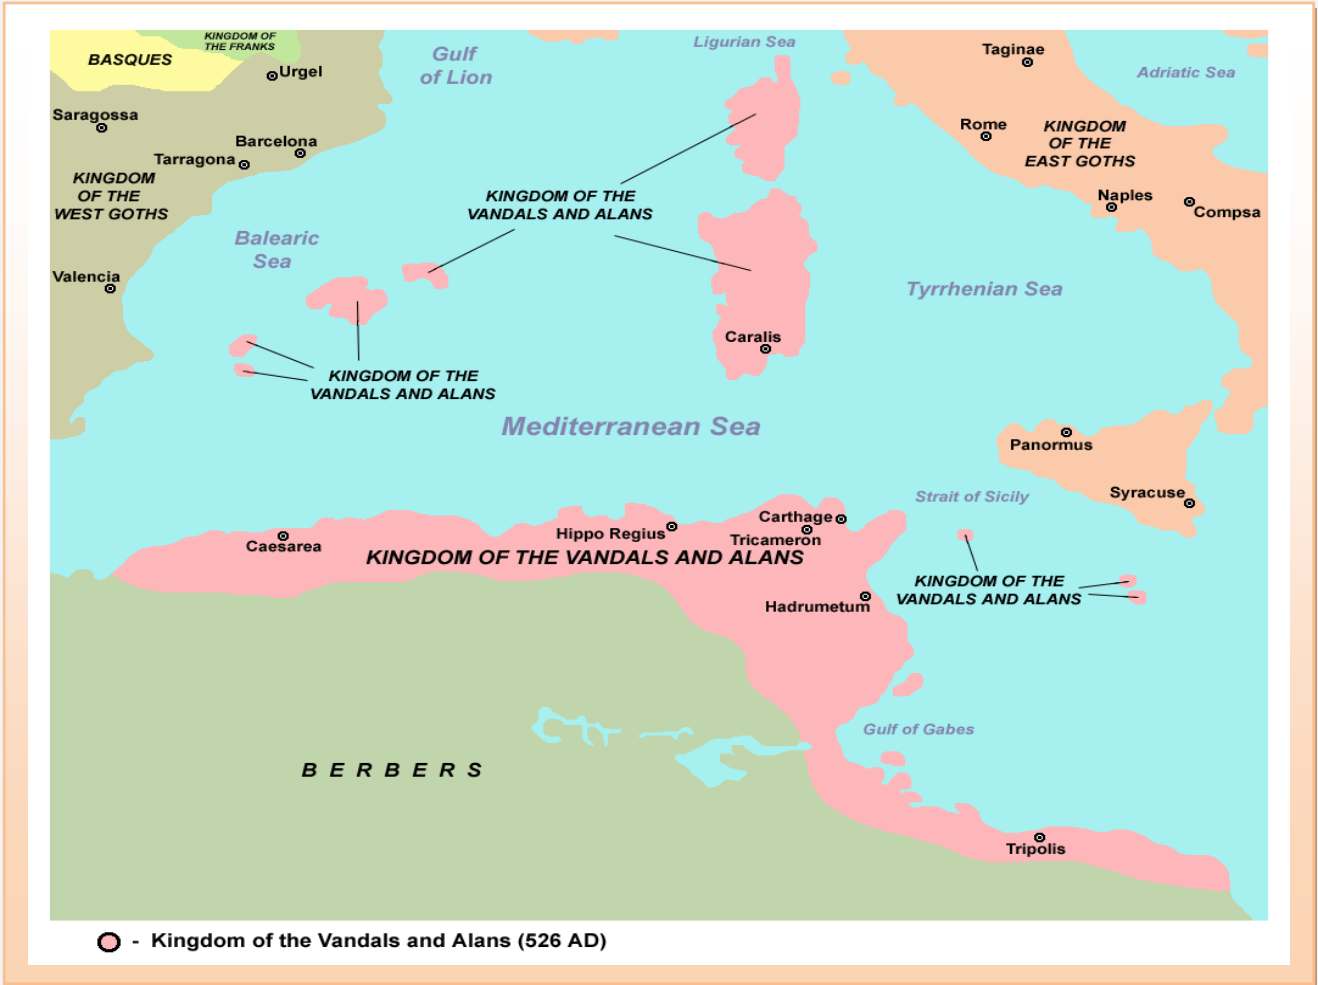 KINGDOM OF
THE FRANKS
BASQUES
Urgel
Saragossa
Barcelona
Tarragona
KINGDOM
OF THE
WEST GOTHS
Valencia
Gulf
of Lion
Ligurian Sea
Taginae
Adriatic Sea
Rome
KINGDOM
OF THE
EAST GOTHS
Naples
Compsa
KINGDOM OF THE
VANDALS AND ALANS
Balearic
Sea
Tyrrhenian Sea
Caralis
KINGDOM OF THE
VANDALS AND ALANS
Mediterranean Sea
Panormus
Syracuse
Strait of Sicily
Caesarea
Hippo Regius
Carthage
Tricameron
KINGDOM OF THE VANDALS AND ALANS
KINGDOM OF THE
VANDALS AND ALANS
Hadrumetum
Gulf of Gabes
BERBERS
Tripolis
- Kingdom of the Vandals and Alans (526 AD)